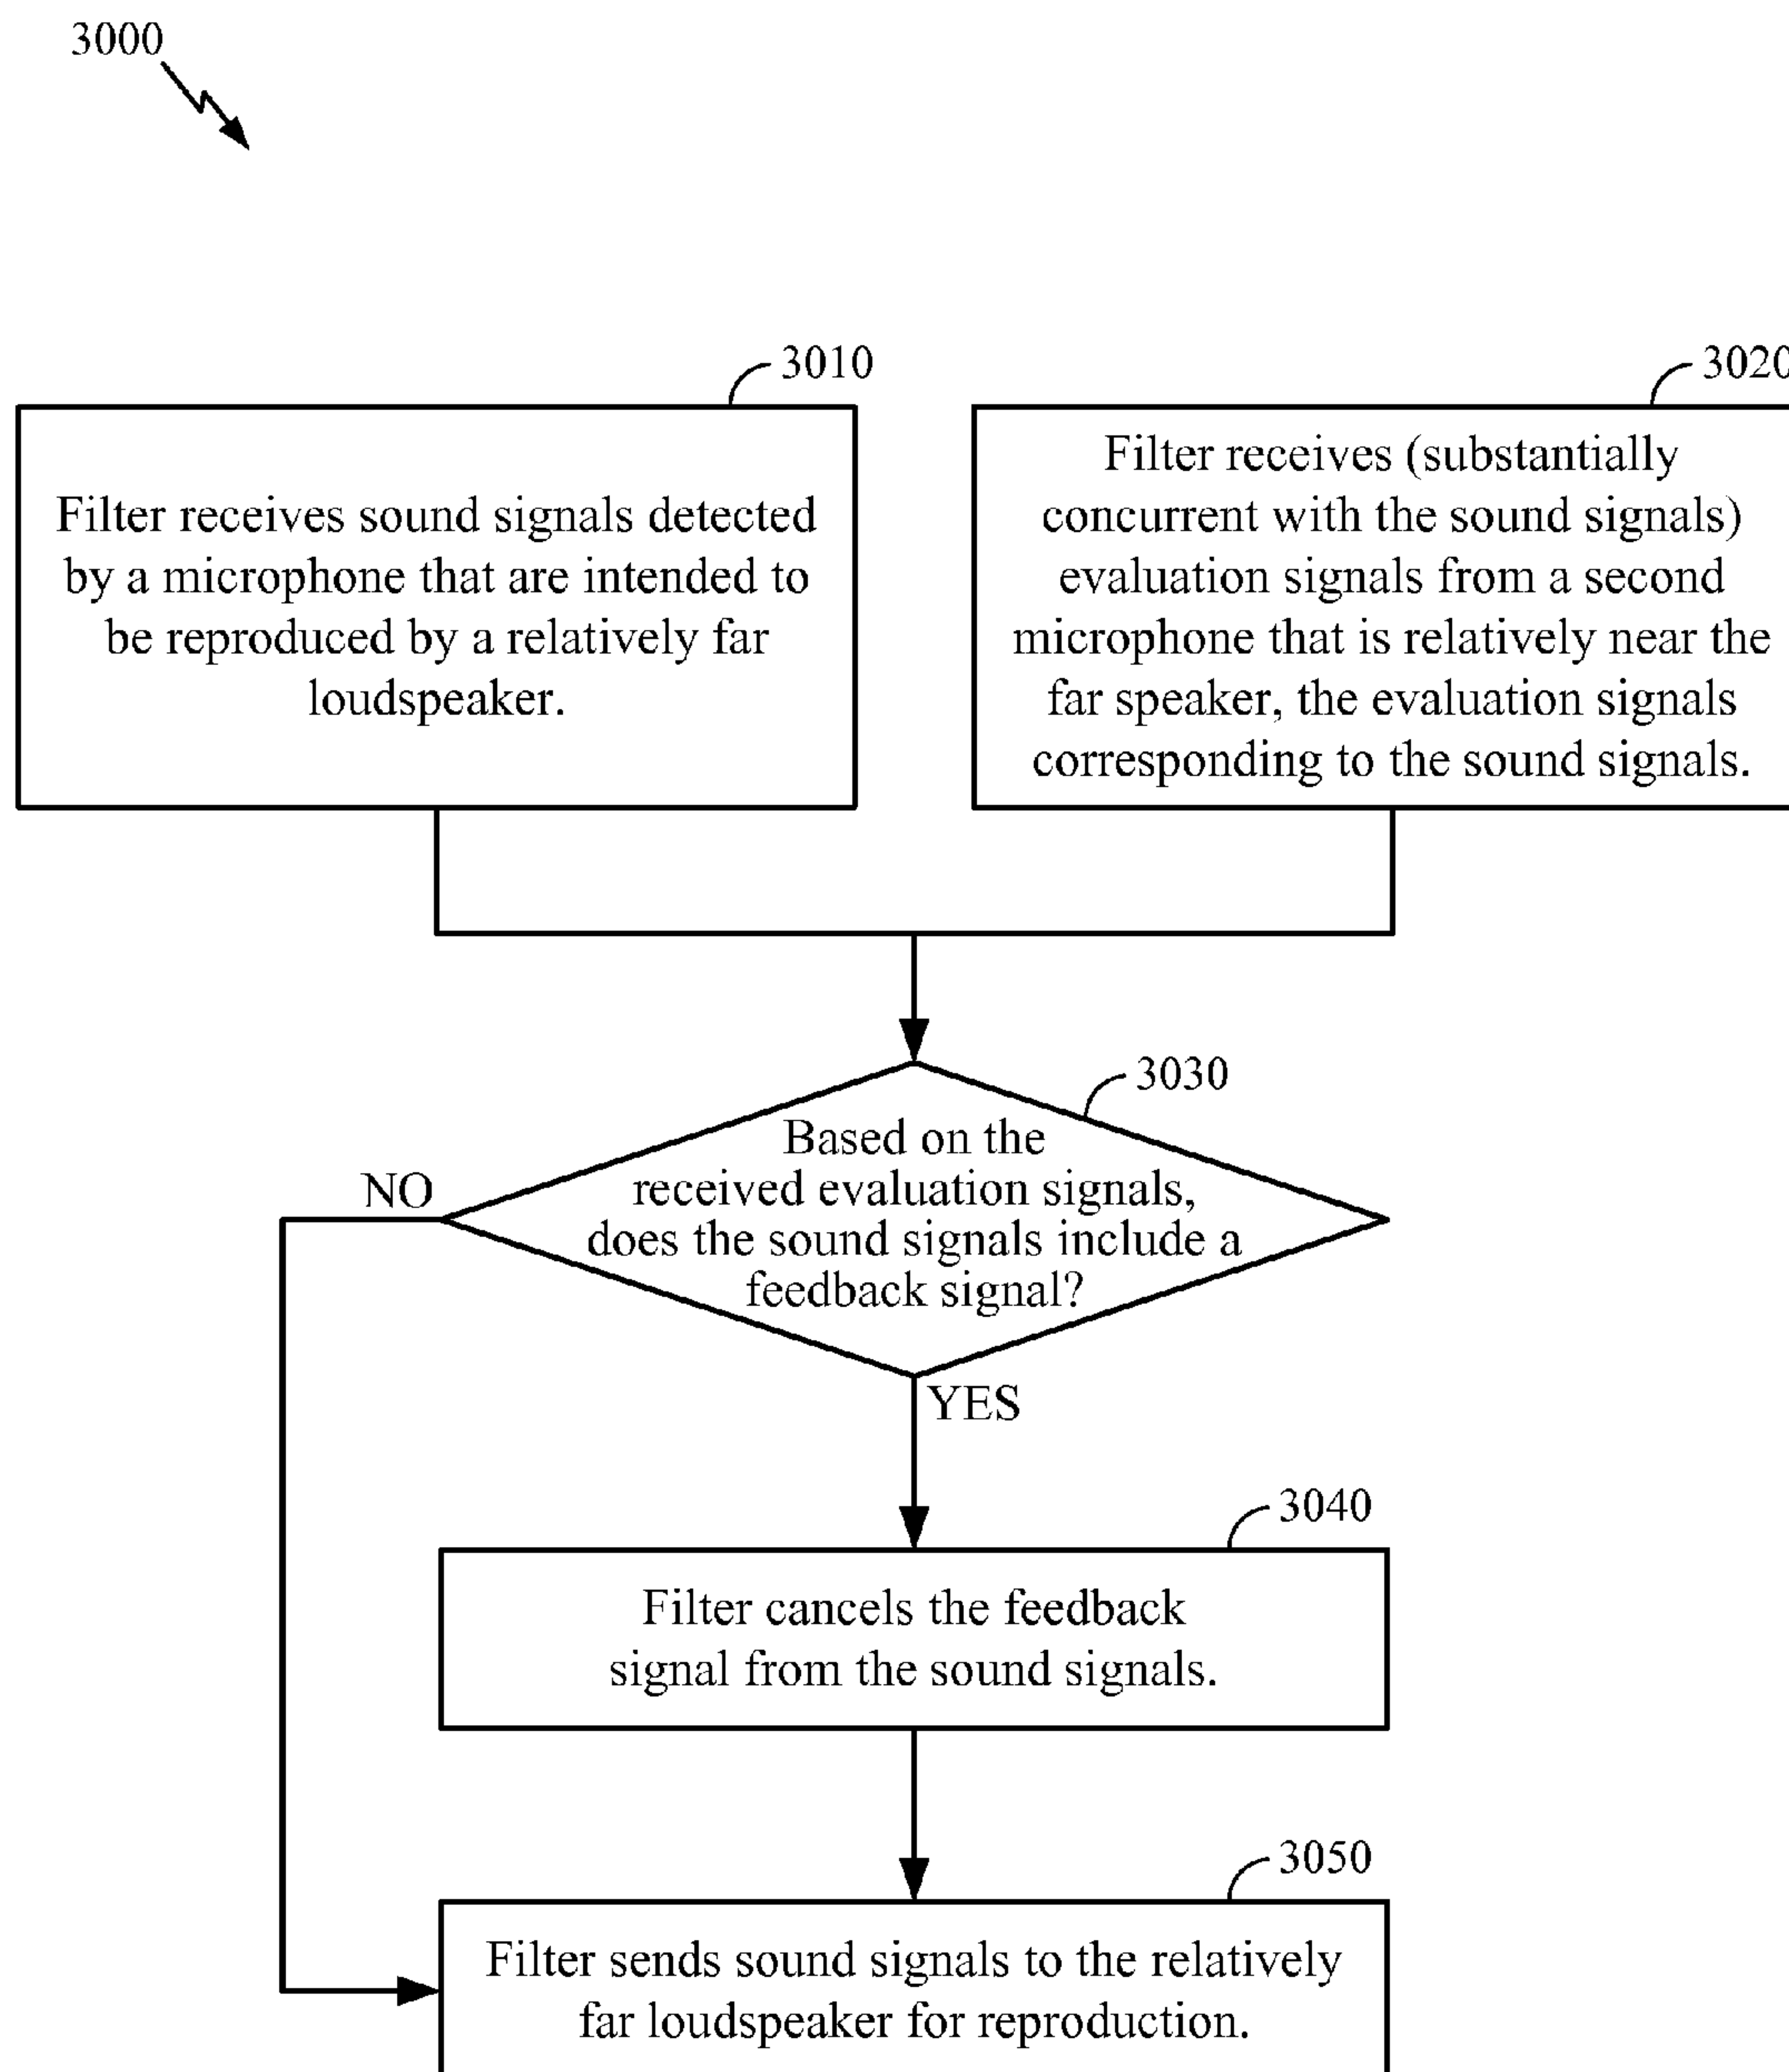 3000
3010
Filter receives sound signals detected
by a microphone that are intended to
be reproduced by a relatively far
loudspeaker.
3020
Filter receives (substantially
concurrent with the sound signals)
evaluation signals from a second
microphone that is relatively near the
far speaker, the evaluation signals
corresponding to the sound signals.
3030
Based on the
received evaluation signals,
does the sound signals include a
feedback signal?
NO
YES
3040
Filter cancels the feedback
signal from the sound signals.
3050
Filter sends sound signals to the relatively
far loudspeaker for reproduction.